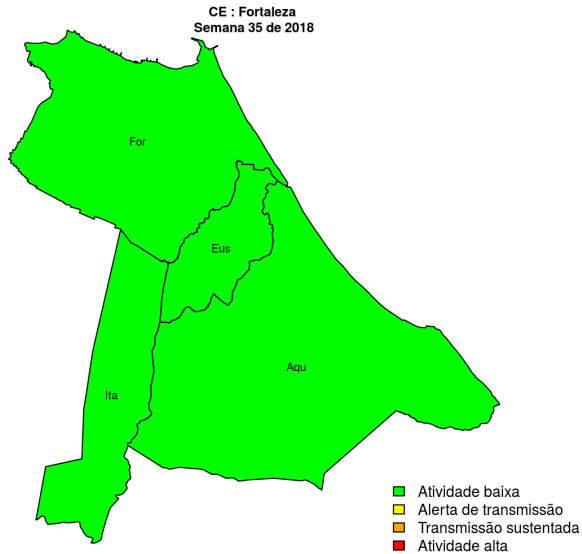 CE : Fortaleza
Semana 35 de 2018
For
Eus
Aqu
Ita
Atividade baixa
Alerta de transmissão
Transmissão sustentada
Atividade alta